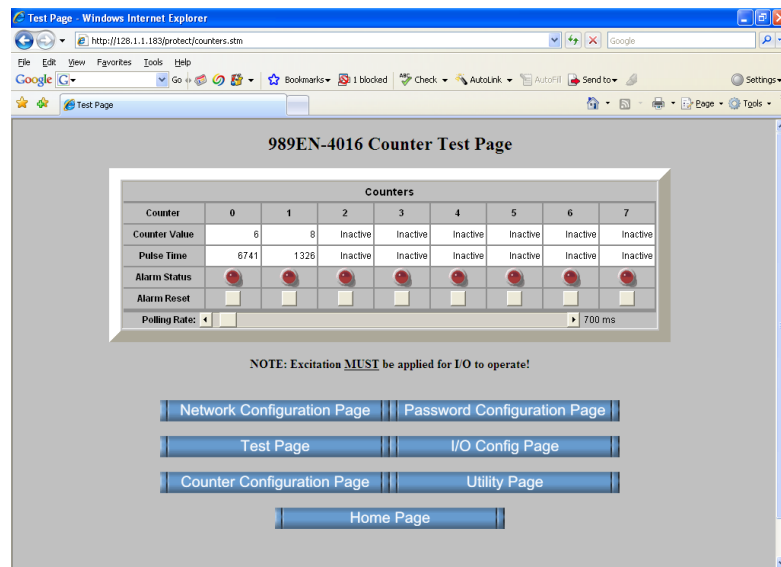 Test Page - Windows Internet Explorer
http://128.1.1.183/protect/counters.stm
Google
File Edit View Favorites Tools Help
Google G Go Bookmarks 1 blocked Check AutoLink AutoFill Send to Settings
Test Page Page Tools
989EN-4016 Counter Test Page
Counters
Counter 0 1 2 3 4 5 6 7
Counter Value 6 8 Inactive Inactive Inactive Inactive Inactive Inactive
Pulse Time 6741 1326 Inactive Inactive Inactive Inactive Inactive Inactive
Alarm Status
Alarm Reset
Polling Rate: 700 ms
NOTE: Excitation MUST be applied for I/O to operate!
Network Configuration Page Password Configuration Page
Test Page I/O Config Page
Counter Configuration Page Utility Page
Home Page